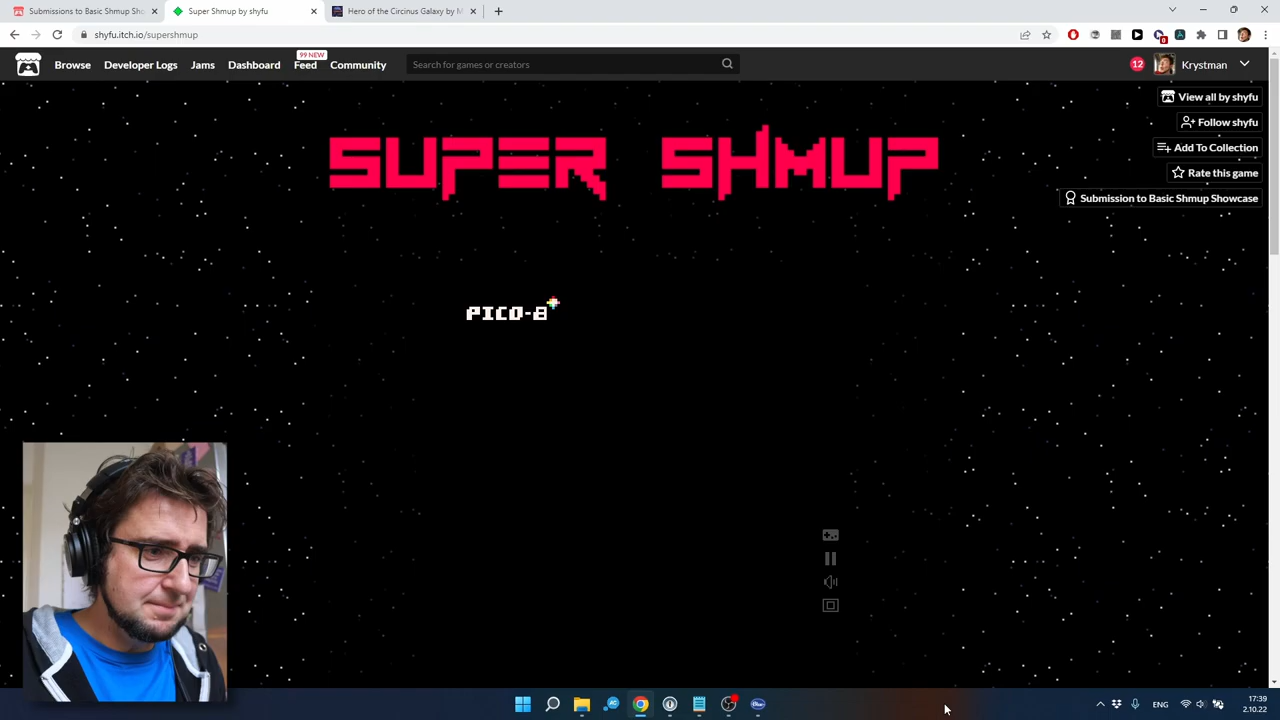 Submissions to Basic Shmup Sho
Super Shmup by shyfu
Hero of the Circinus Galaxy by M
shyfu.itch.io/supershmup
0
Browse
Developer Logs
Jams
Dashboard
99 NEW
Feed
Community
Search for games or creators
12
Krystman
View all by shyfu
Follow shyfu
Add To Collection
Rate this game
Submission to Basic Shmup Showcase
SUPER SHMUP
PICO-8
ENG
17:39
2.10.22